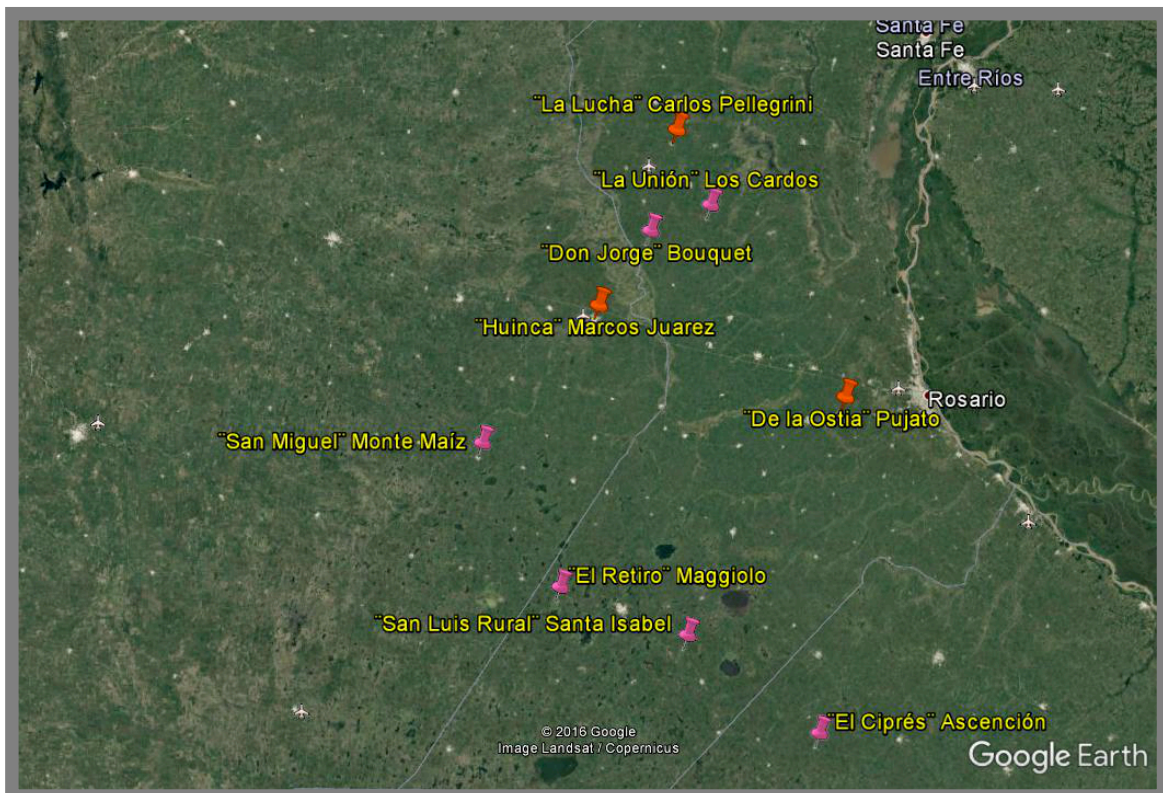 Santa Fe
Santa Fe
Entre Ríos
¨La Lucha¨ Carlos Pellegrini
¨La Unión¨ Los Cardos
¨Don Jorge¨ Bouquet
¨Huinca¨ Marcos Juarez
Rosario
¨De la Ostia¨ Pujato
¨San Miguel¨ Monte Maíz
¨El Retiro¨ Maggiolo
¨San Luis Rural¨ Santa Isabel
¨El Ciprés¨ Ascención
© 2016 Google
Image Landsat / Copernicus
Google Earth